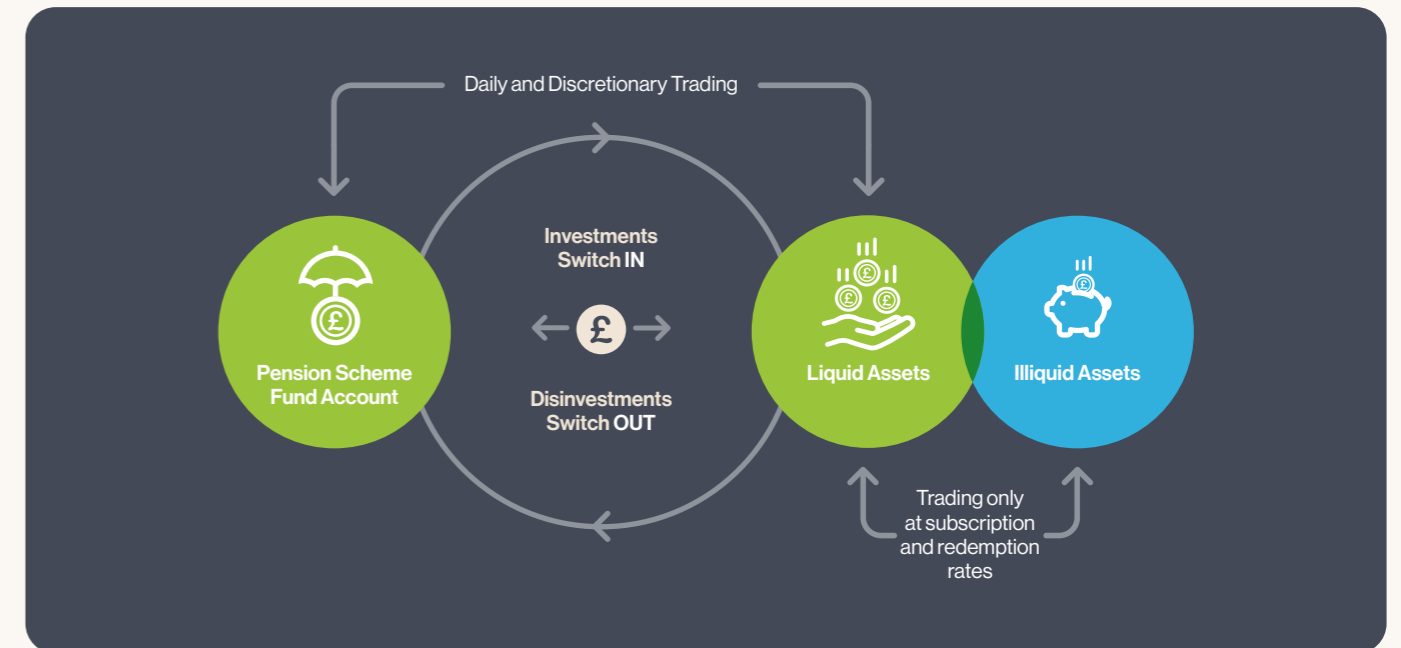 Daily and Discretionary Trading
Investments
Switch IN
£
Disinvestments
Switch OUT
£
Pension Scheme
Fund Account
£
£
£
Liquid Assets
£
Illiquid Assets
Trading only
at subscription
and redemption
rates